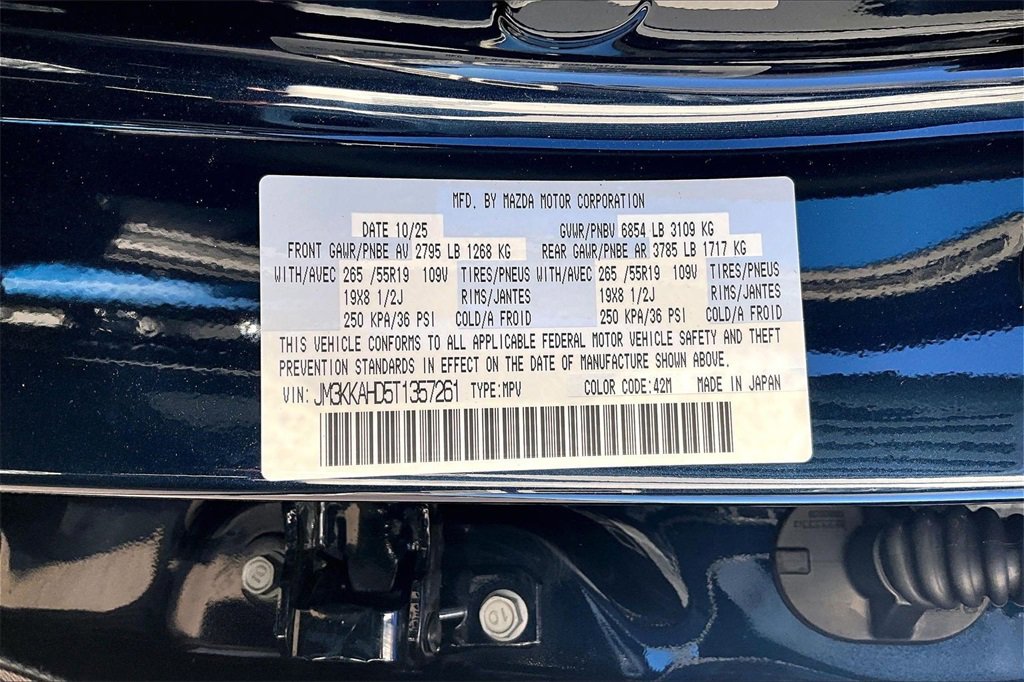 MFD. BY MAZDA MOTOR CORPORATION
DATE 10/25 GVWR/PNBV 6854 LB 3109 KG
FRONT GAWR/PNBE AV 2795 LB 1268 KG REAR GAWR/PNBE AR 3785 LB 1717 KG
WITH/AVEC 265 /55R19 109V TIRES/PNEUS WITH/AVEC 265 /55R19 109V TIRES/PNEUS
19X8 1/2J RIMS/JANTES 19X8 1/2J RIMS/JANTES
250 KPA/36 PSI COLD/A FROID 250 KPA/36 PSI COLD/A FROID
THIS VEHICLE CONFORMS TO ALL APPLICABLE FEDERAL MOTOR VEHICLE SAFETY AND THEFT
PREVENTION STANDARDS IN EFFECT ON THE DATE OF MANUFACTURE SHOWN ABOVE.
VIN: JM3KKAHD5T1357261 TYPE:MPV COLOR CODE:42M MADE IN JAPAN
10